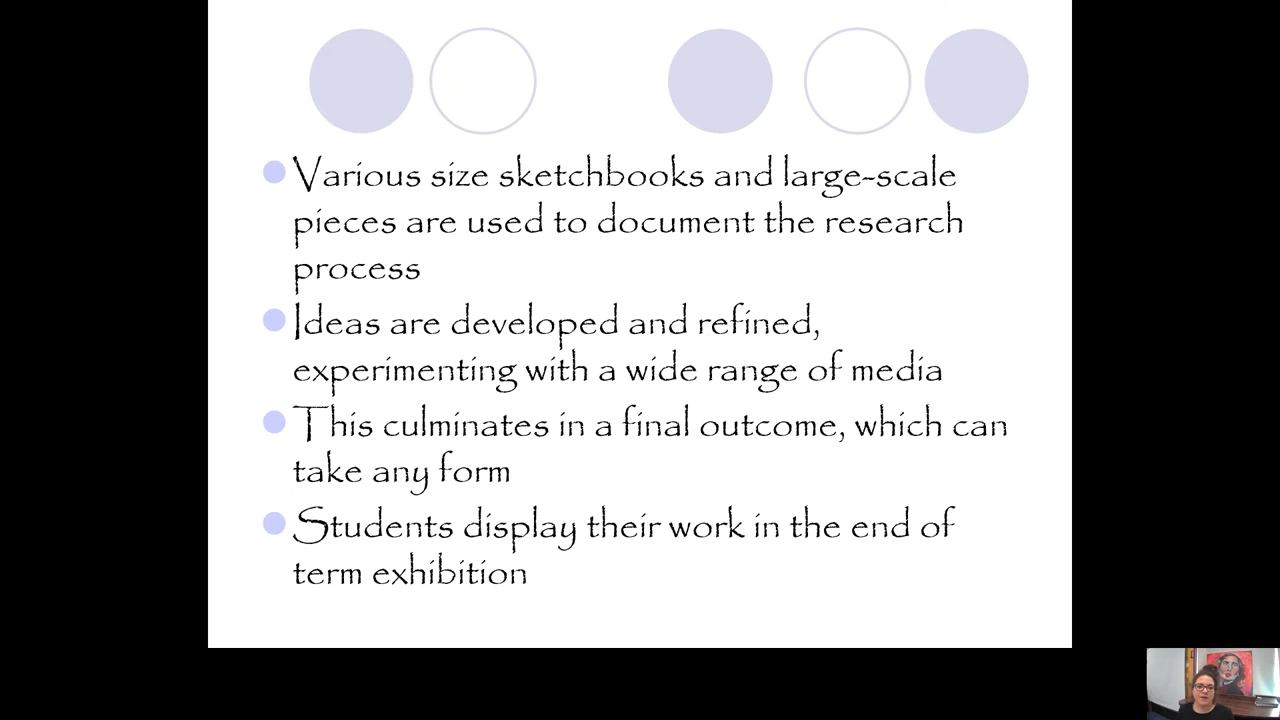 Various size sketchbooks and large-scale
pieces are used to document the research
process
Ideas are developed and refined,
experimenting with a wide range of media
This culminates in a final outcome, which can
take any form
Students display their work in the end of
term exhibition